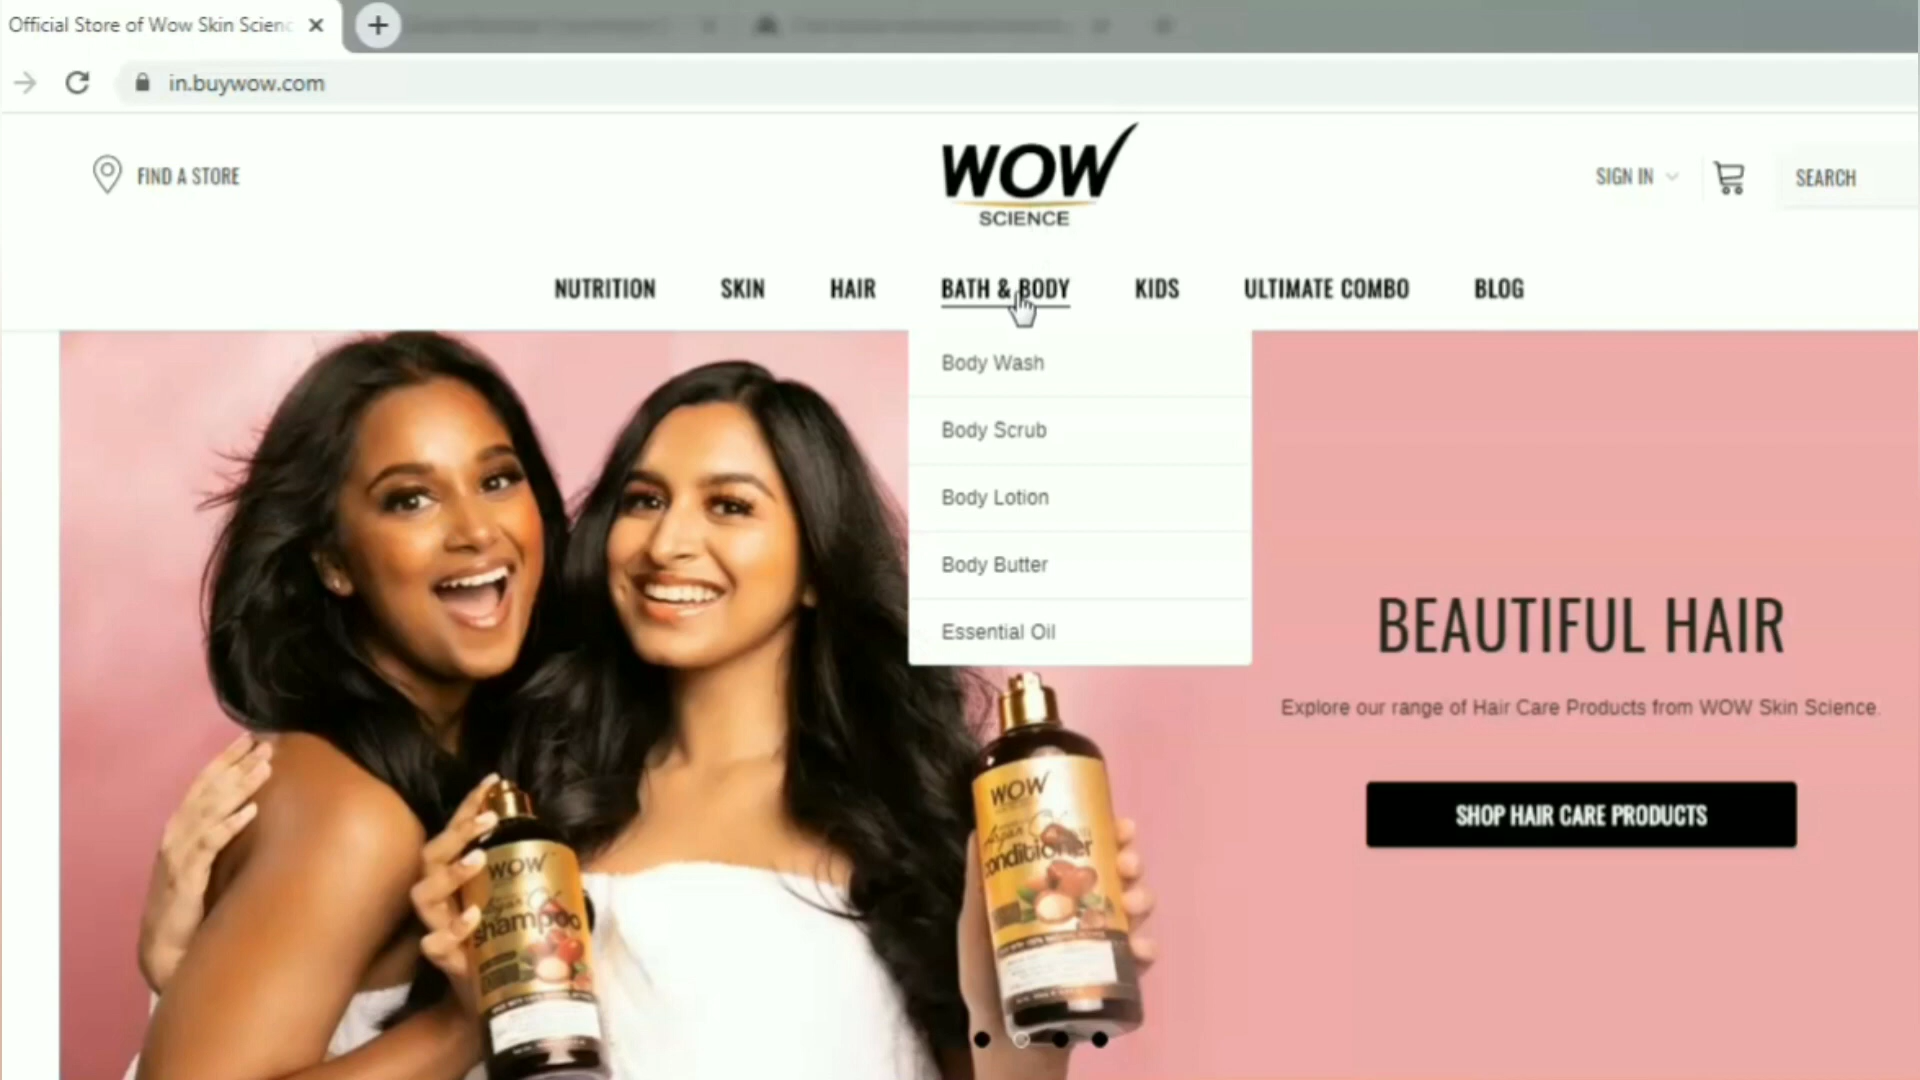 Official Store of Wow Skin Scienc
in.buywow.com
FIND A STORE
WOW
SCIENCE
SIGN IN
SEARCH
NUTRITION SKIN HAIR BATH & BODY KIDS ULTIMATE COMBO BLOG
Body Wash
Body Scrub
Body Lotion
Body Butter
Essential Oil
BEAUTIFUL HAIR
Explore our range of Hair Care Products from WOW Skin Science.
SHOP HAIR CARE PRODUCTS
WOW
conditioner
WOW
shampoo